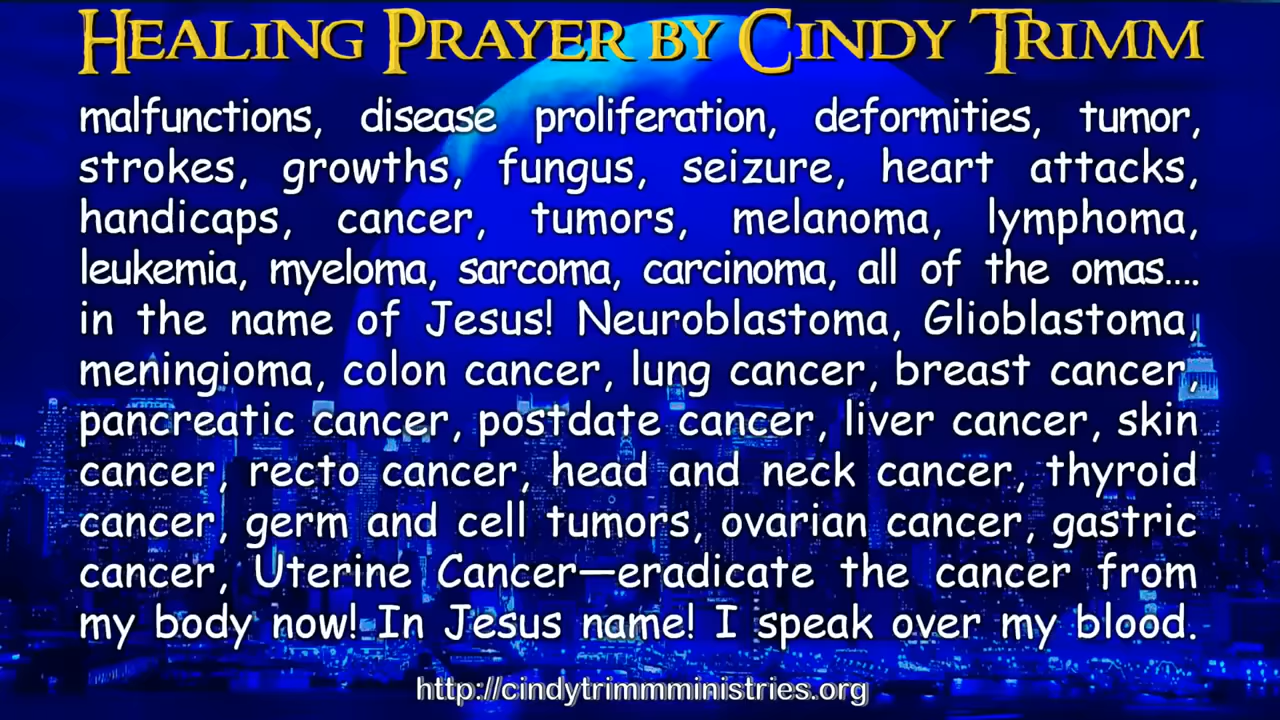 Healing Prayer by Cindy Trimm
malfunctions, disease proliferation, deformities, tumor,
strokes, growths, fungus, seizure, heart attacks,
handicaps, cancer, tumors, melanoma, lymphoma,
leukemia, myeloma, sarcoma, carcinoma, all of the omas....
in the name of Jesus! Neuroblastoma, Glioblastoma,
meningioma, colon cancer, lung cancer, breast cancer,
pancreatic cancer, postdate cancer, liver cancer, skin
cancer, recto cancer, head and neck cancer, thyroid
cancer, germ and cell tumors, ovarian cancer, gastric
cancer, Uterine Cancer—eradicate the cancer from
my body now! In Jesus name! I speak over my blood.
http://cindytrimmministries.org